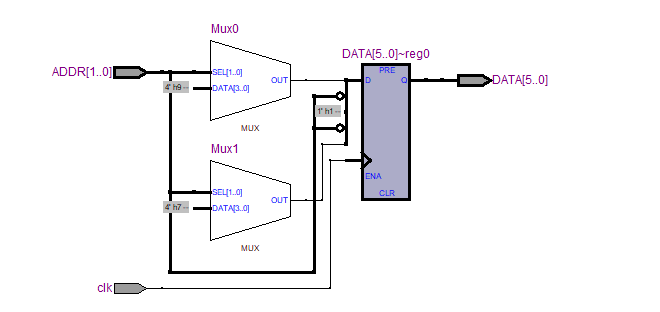 Mux0
DATA[5..0]~reg0
ADDR[1..0]
SEL[1..0]
OUT
PRE
D
Q
DATA[5..0]
4' h9 --
DATA[3..0]
1' h1 --
MUX
Mux1
ENA
SEL[1..0]
OUT
CLR
4' h7 --
DATA[3..0]
MUX
clk